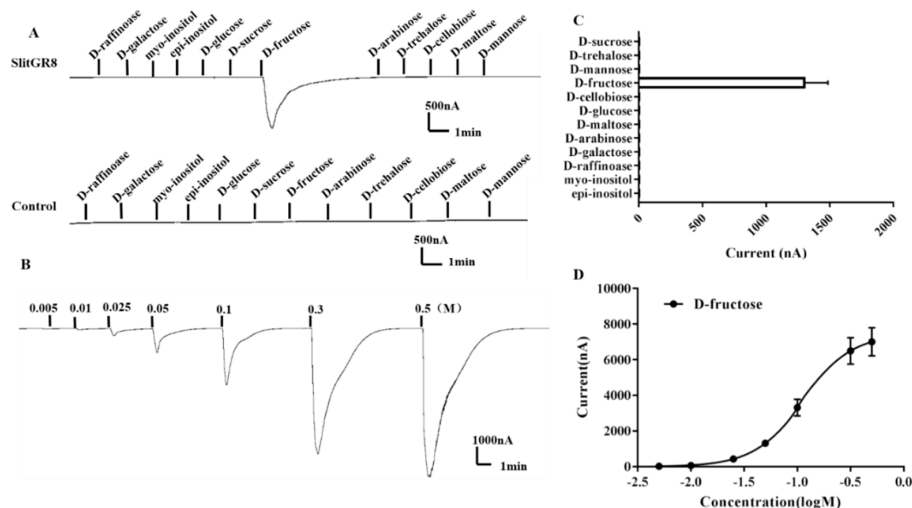 A
D-raffinoase
D-galactose
myo-inositol
epi-inositol
D-glucose
D-sucrose
D-fructose
D-arabinose
D-trehalose
D-cellobiose
D-maltose
D-mannose
SlitGR8
500nA
1min
D-raffinoase
D-galactose
myo-inositol
epi-inositol
D-glucose
D-sucrose
D-fructose
D-arabinose
D-trehalose
D-cellobiose
D-maltose
D-mannose
Control
500nA
1min
B
0.005 0.01 0.025 0.05 0.1 0.3 0.5 (M)
1000nA
1min
C
D-sucrose
D-trehalose
D-mannose
D-fructose
D-cellobiose
D-glucose
D-maltose
D-arabinose
D-galactose
D-raffinoase
myo-inositol
epi-inositol
0 500 1000 1500 2000
Current (nA)
D
D-fructose
10000
8000
6000
4000
2000
0
Current(nA)
-2.5 -2.0 -1.5 -1.0 -0.5 0.0
Concentration(logM)